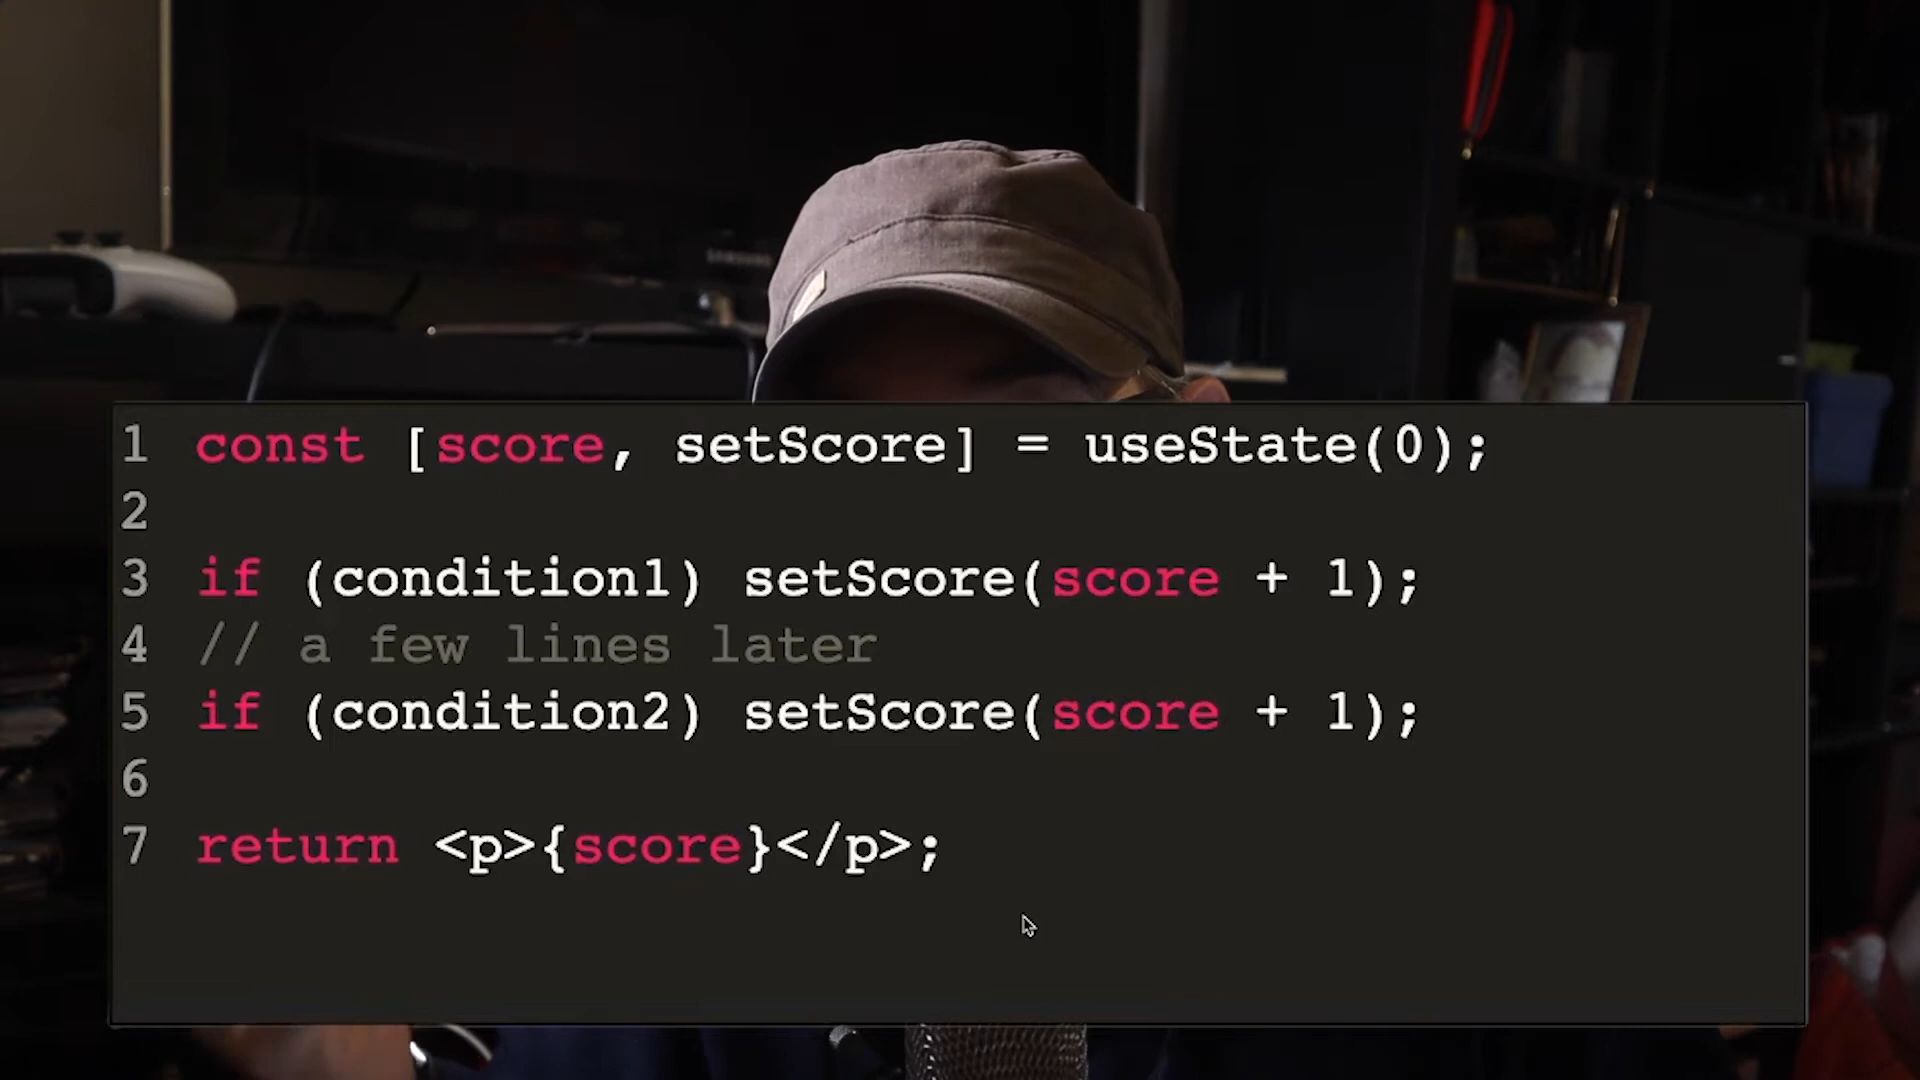 SAMSUNG
1 const [score, setScore] = useState(0);
2
3 if (condition1) setScore(score + 1);
4 // a few lines later
5 if (condition2) setScore(score + 1);
6
7 return <p>{score}</p>;